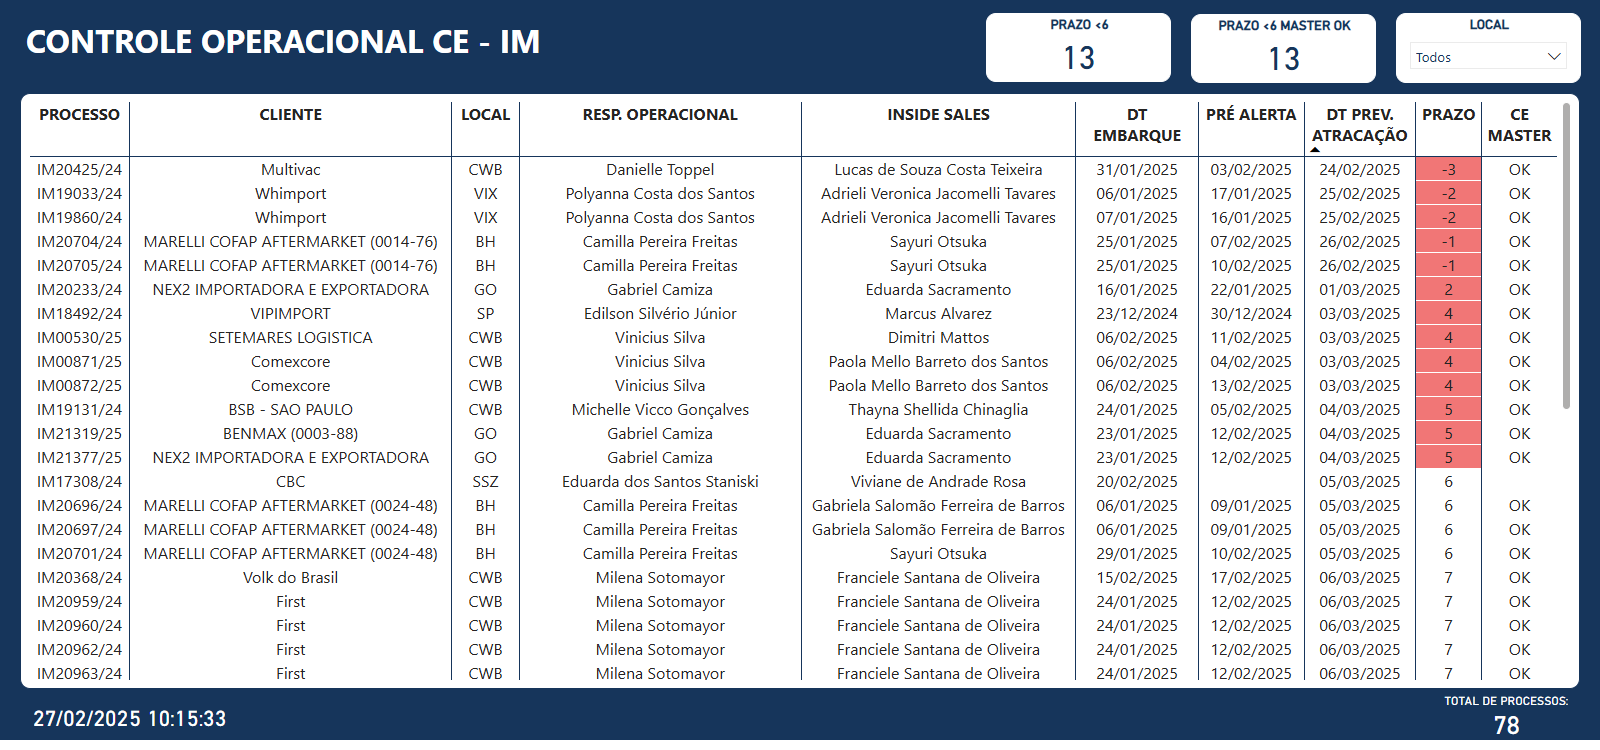 CONTROLE OPERACIONAL CE - IM
PRAZO <6
13
PRAZO <6 MASTER OK
13
LOCAL
Todos
PROCESSO CLIENTE LOCAL RESP. OPERACIONAL INSIDE SALES DT EMBARQUE PRÉ ALERTA DT PREV. ATRACAÇÃO PRAZO CE MASTER
IM20425/24 Multivac CWB Danielle Toppel Lucas de Souza Costa Teixeira 31/01/2025 03/02/2025 24/02/2025 -3 OK
IM19033/24 Whimport VIX Polyanna Costa dos Santos Adrieli Veronica Jacomelli Tavares 06/01/2025 17/01/2025 25/02/2025 -2 OK
IM19860/24 Whimport VIX Polyanna Costa dos Santos Adrieli Veronica Jacomelli Tavares 07/01/2025 16/01/2025 25/02/2025 -2 OK
IM20704/24 MARELLI COFAP AFTERMARKET (0014-76) BH Camilla Pereira Freitas Sayuri Otsuka 25/01/2025 07/02/2025 26/02/2025 -1 OK
IM20705/24 MARELLI COFAP AFTERMARKET (0014-76) BH Camilla Pereira Freitas Sayuri Otsuka 25/01/2025 10/02/2025 26/02/2025 -1 OK
IM20233/24 NEX2 IMPORTADORA E EXPORTADORA GO Gabriel Camiza Eduarda Sacramento 16/01/2025 22/01/2025 01/03/2025 2 OK
IM18492/24 VIPIMPORT SP Edilson Silvério Júnior Marcus Alvarez 23/12/2024 30/12/2024 03/03/2025 4 OK
IM00530/25 SETEMARES LOGISTICA CWB Vinicius Silva Dimitri Mattos 06/02/2025 11/02/2025 03/03/2025 4 OK
IM00871/25 Comexcore CWB Vinicius Silva Paola Mello Barreto dos Santos 06/02/2025 04/02/2025 03/03/2025 4 OK
IM00872/25 Comexcore CWB Vinicius Silva Paola Mello Barreto dos Santos 06/02/2025 13/02/2025 03/03/2025 4 OK
IM19131/24 BSB - SAO PAULO CWB Michelle Vicco Gonçalves Thayna Shellida Chinaglia 24/01/2025 05/02/2025 04/03/2025 5 OK
IM21319/25 BENMAX (0003-88) GO Gabriel Camiza Eduarda Sacramento 23/01/2025 12/02/2025 04/03/2025 5 OK
IM21377/25 NEX2 IMPORTADORA E EXPORTADORA GO Gabriel Camiza Eduarda Sacramento 23/01/2025 12/02/2025 04/03/2025 5 OK
IM17308/24 CBC SSZ Eduarda dos Santos Staniski Viviane de Andrade Rosa 20/02/2025 05/03/2025 6
IM20696/24 MARELLI COFAP AFTERMARKET (0024-48) BH Camilla Pereira Freitas Gabriela Salomão Ferreira de Barros 06/01/2025 09/01/2025 05/03/2025 6 OK
IM20697/24 MARELLI COFAP AFTERMARKET (0024-48) BH Camilla Pereira Freitas Gabriela Salomão Ferreira de Barros 06/01/2025 09/01/2025 05/03/2025 6 OK
IM20701/24 MARELLI COFAP AFTERMARKET (0024-48) BH Camilla Pereira Freitas Sayuri Otsuka 29/01/2025 10/02/2025 05/03/2025 6 OK
IM20368/24 Volk do Brasil CWB Milena Sotomayor Franciele Santana de Oliveira 15/02/2025 17/02/2025 06/03/2025 7 OK
IM20959/24 First CWB Milena Sotomayor Franciele Santana de Oliveira 24/01/2025 12/02/2025 06/03/2025 7 OK
IM20960/24 First CWB Milena Sotomayor Franciele Santana de Oliveira 24/01/2025 12/02/2025 06/03/2025 7 OK
IM20962/24 First CWB Milena Sotomayor Franciele Santana de Oliveira 24/01/2025 12/02/2025 06/03/2025 7 OK
IM20963/24 First CWB Milena Sotomayor Franciele Santana de Oliveira 24/01/2025 12/02/2025 06/03/2025 7 OK
27/02/2025 10:15:33
TOTAL DE PROCESSOS:
78